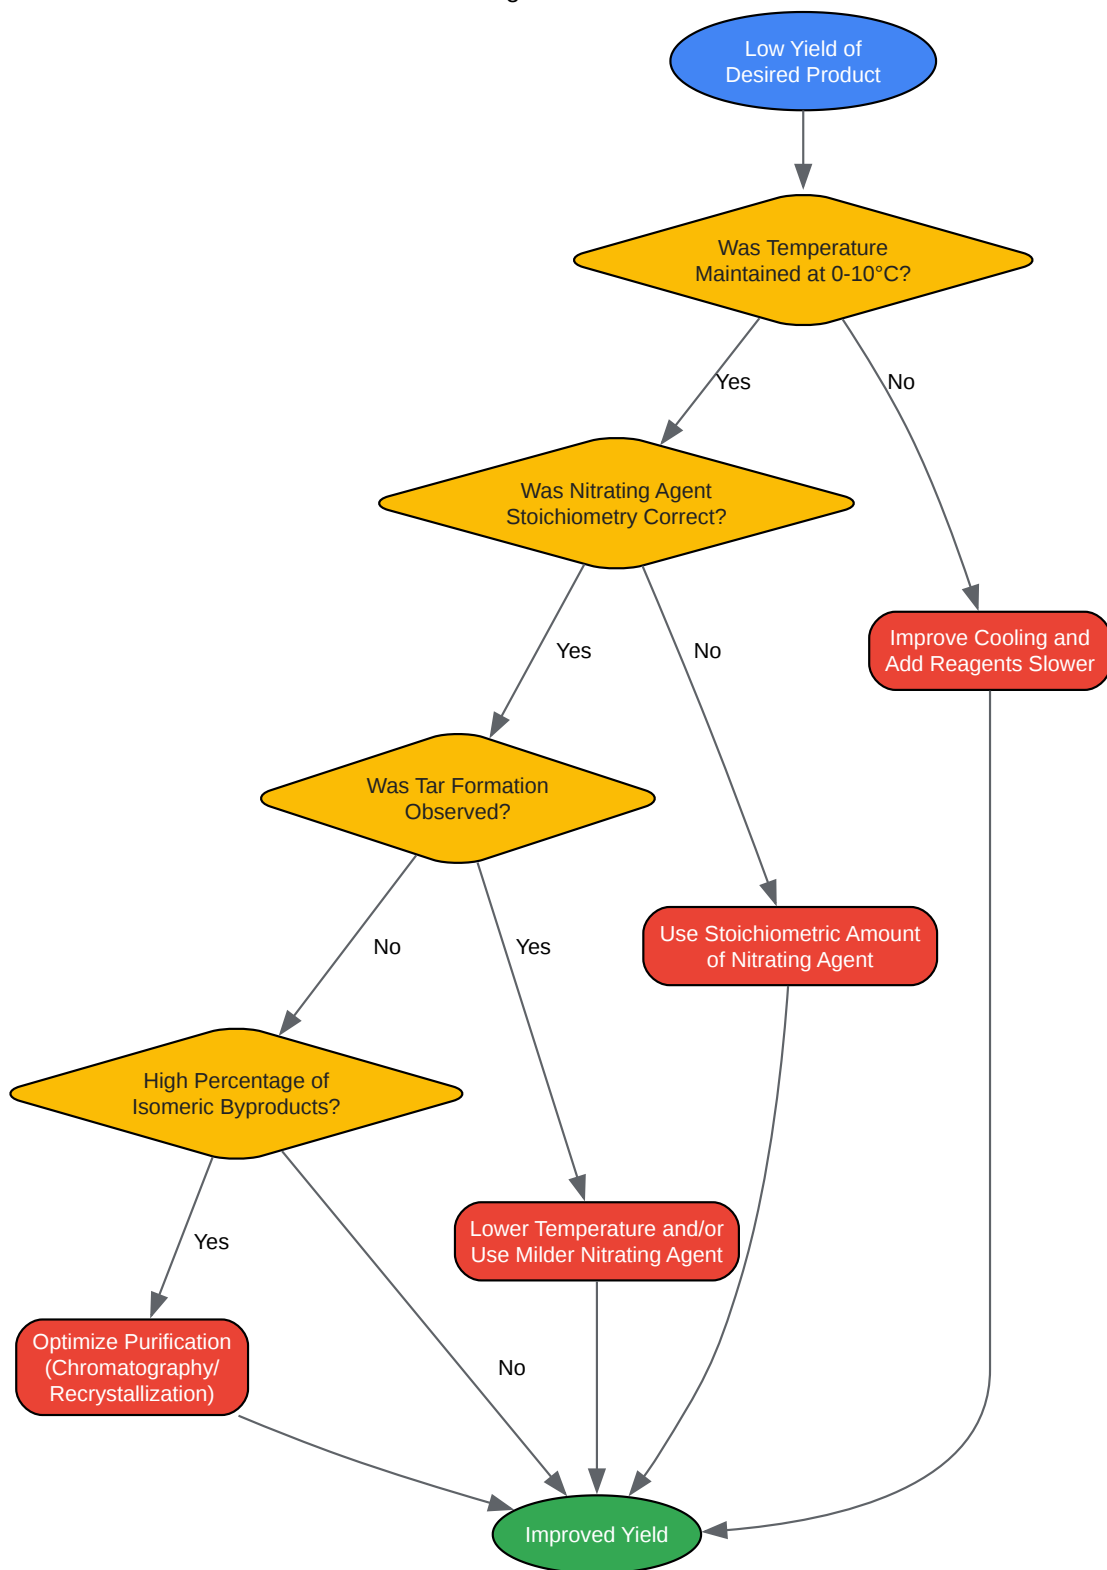 Low Yield of
Desired Product
Was Temperature
Maintained at 0-10°C?
Yes
No
Was Nitrating Agent
Stoichiometry Correct?
Yes
No
Improve Cooling and
Add Reagents Slower
Was Tar Formation
Observed?
No
Yes
Use Stoichiometric Amount
of Nitrating Agent
High Percentage of
Isomeric Byproducts?
Yes
No
Lower Temperature and/or
Use Milder Nitrating Agent
Optimize Purification
(Chromatography/
Recrystallization)
Improved Yield